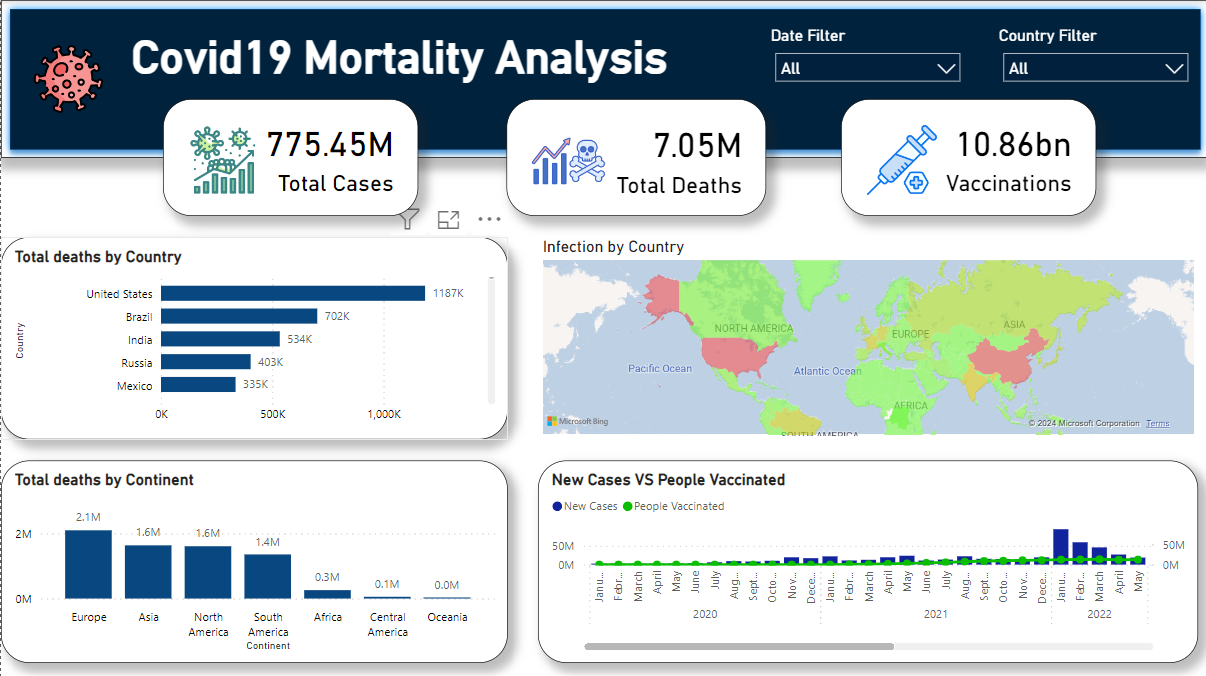 Covid19 Mortality Analysis
Date Filter
All
Country Filter
All
775.45M
Total Cases
7.05M
Total Deaths
10.86bn
Vaccinations
Total deaths by Country
Country
United States
1187K
Brazil
702K
India
534K
Russia
403K
Mexico
335K
0K
500K
1,000K
Infection by Country
NORTH AMERICA
EUROPE
ASIA
Pacific Ocean
Atlantic Ocean
AFRICA
SOUTH AMERICA
Microsoft Bing
© 2024 Microsoft Corporation
Terms
Total deaths by Continent
2M
0M
2.1M
1.6M
1.6M
1.4M
0.3M
0.1M
0.0M
Europe
Asia
North
America
South
America
Africa
Central
America
Oceania
Continent
New Cases VS People Vaccinated
New Cases
People Vaccinated
50M
0M
50M
0M
Janu...
Febr...
March
April
May
June
July
Aug...
Sept...
Octo...
Nov...
Dece...
Janu...
Febr...
March
April
May
June
July
Aug...
Sept...
Octo...
Nov...
Dece...
Janu...
Febr...
March
April
May
2020
2021
2022